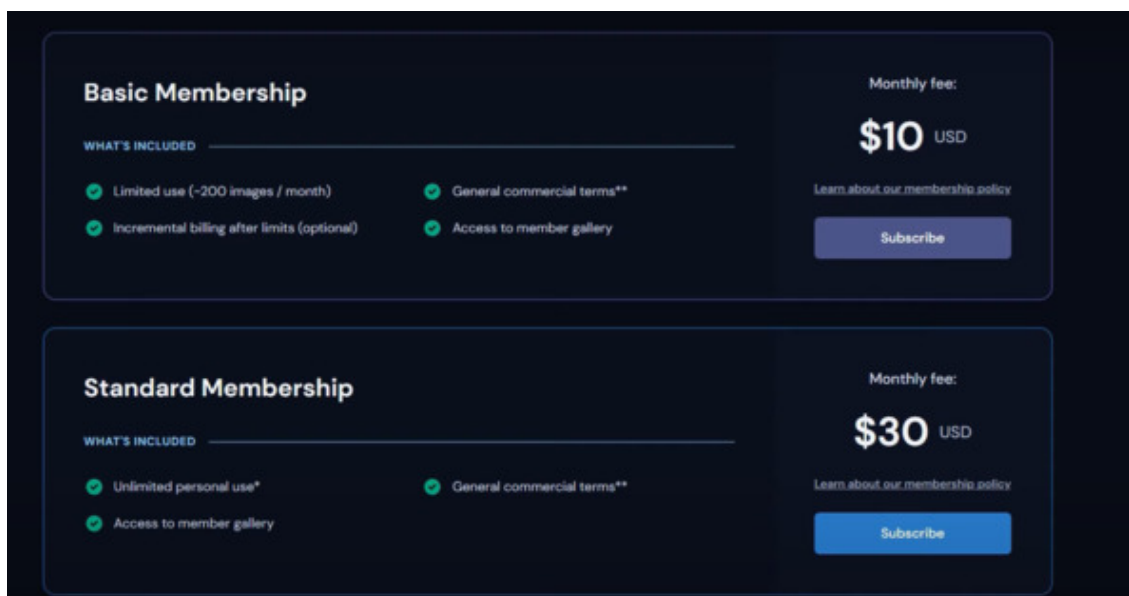 Basic Membership
Monthly fee:
$10 USD
WHAT'S INCLUDED
Limited use (~200 images / month)
General commercial terms**
Incremental billing after limits (optional)
Access to member gallery
Learn about our membership policy
Subscribe
Standard Membership
Monthly fee:
$30 USD
WHAT'S INCLUDED
Unlimited personal use*
General commercial terms**
Access to member gallery
Learn about our membership policy
Subscribe